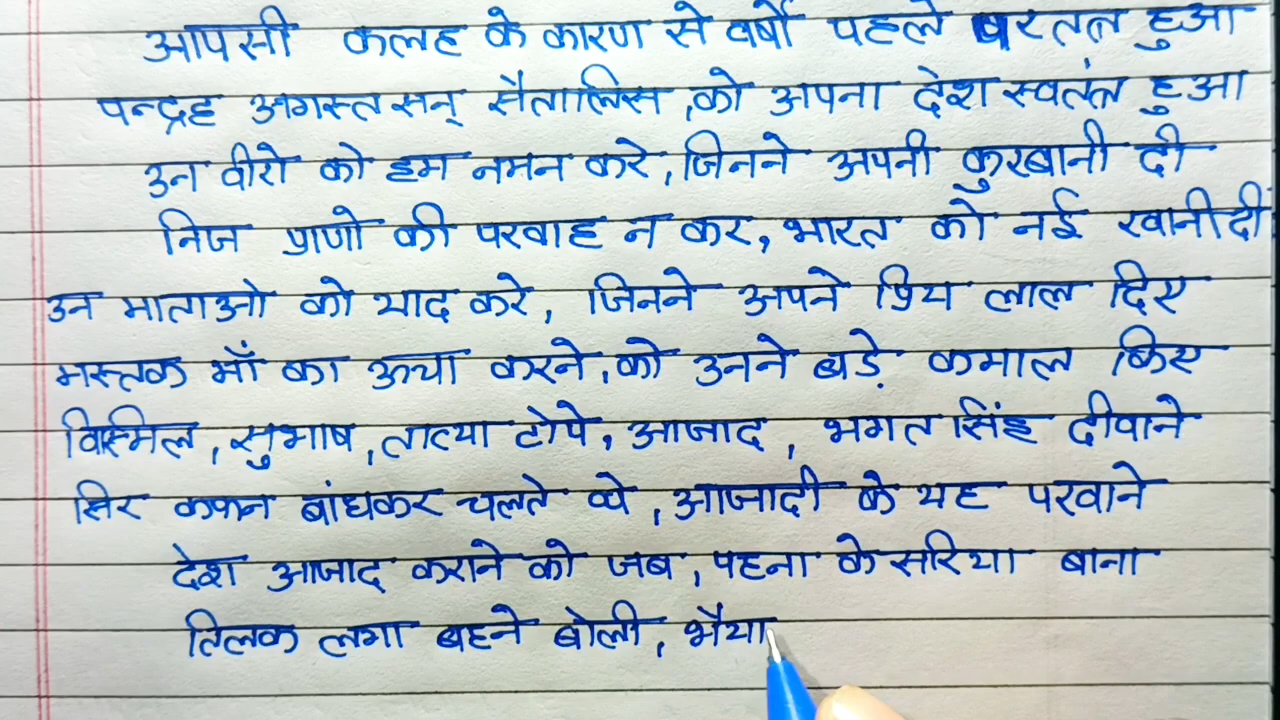 आपसी कलह के कारण से वर्षों पहले परतत हुआ
पन्द्रह अगस्त सन् सैतालिस, को अपना देश स्वतंत हुआ
उन वीरो को हम नमन करे, जिनने अपनी कुरबानी दी
निज प्राणो की परवाह न कर, भारत को नई रवानी दी
उन माताओ को याद करे, जिनने अपने प्रिय लाल दिए
मस्तक माँ का ऊचा करने, को उनने बड़े कमाल किए
विस्मिल, सुभाष, तात्या टोपे, आजाद, भगत सिंह दीवाने
सिर कफन बांधकर चलते थे, आजादी के यह परवाने
देश आजाद कराने को जब, पहना केसरिया बाना
तिलक लगा बहने बोली, भैया